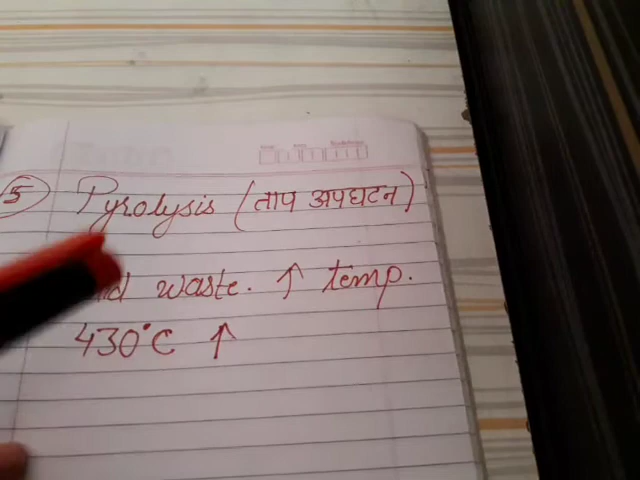 5 Pyrolysis (ताप अपघटन)
waste. ↑ temp.
430°C ↑